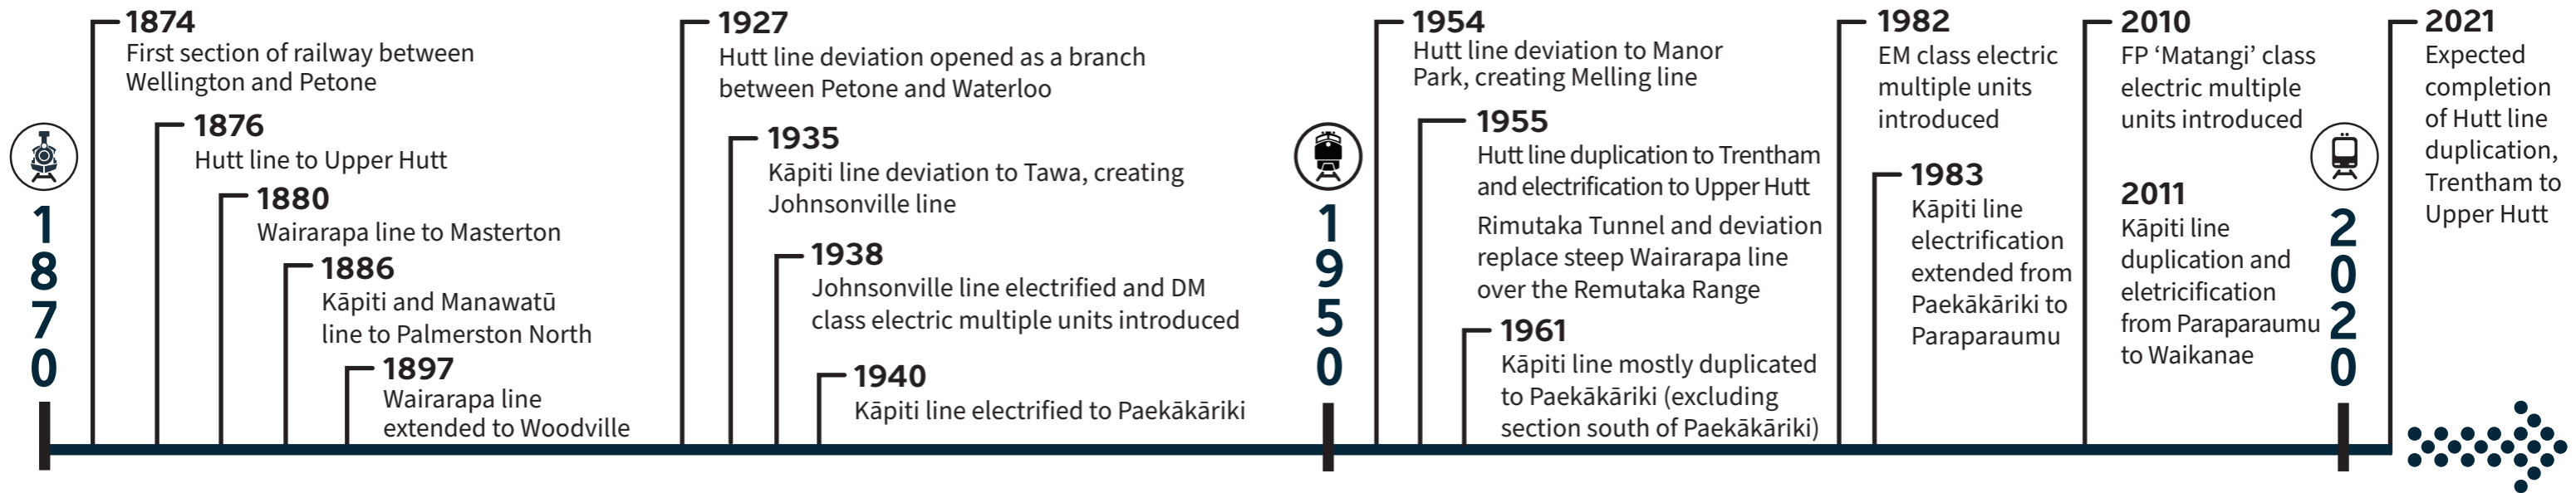 1870
1874
First section of railway between
Wellington and Petone
1876
Hutt line to Upper Hutt
1880
Wairarapa line to Masterton
1886
Kāpiti and Manawatū
line to Palmerston North
1897
Wairarapa line
extended to Woodville
1927
Hutt line deviation opened as a branch
between Petone and Waterloo
1935
Kāpiti line deviation to Tawa, creating
Johnsonville line
1938
Johnsonville line electrified and DM
class electric multiple units introduced
1940
Kāpiti line electrified to Paekākāriki
1950
1954
Hutt line deviation to Manor
Park, creating Melling line
1955
Hutt line duplication to Trentham
and electrification to Upper Hutt
Rimutaka Tunnel and deviation
replace steep Wairarapa line
over the Remutaka Range
1961
Kāpiti line mostly duplicated
to Paekākāriki (excluding
section south of Paekākāriki)
1982
EM class electric
multiple units
introduced
1983
Kāpiti line
electrification
extended from
Paekākāriki to
Paraparaumu
2010
FP ‘Matangi’ class
electric multiple
units introduced
2011
Kāpiti line
duplication and
eletricification
from Paraparaumu
to Waikanae
2020
2021
Expected
completion
of Hutt line
duplication,
Trentham to
Upper Hutt